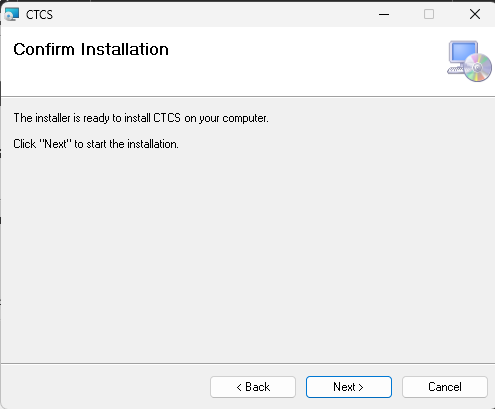 CTCS
Confirm Installation
The installer is ready to install CTCS on your computer.
Click "Next" to start the installation.
< Back
Next >
Cancel